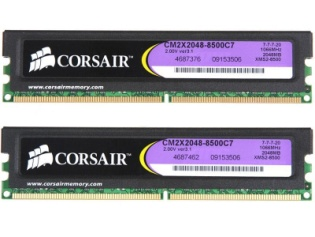 CORSAIR
www.corsairmemory.com
CM2X2048-8500C7
2.00V ver3.1
4687376 09153506
7-7-7-20
1066MHz
2048MB
XMS2-8500
CORSAIR
www.corsairmemory.com
CM2X2048-8500C7
2.00V ver3.1
4687462 09153506
7-7-7-20
1066MHz
2048MB
XMS2-8500